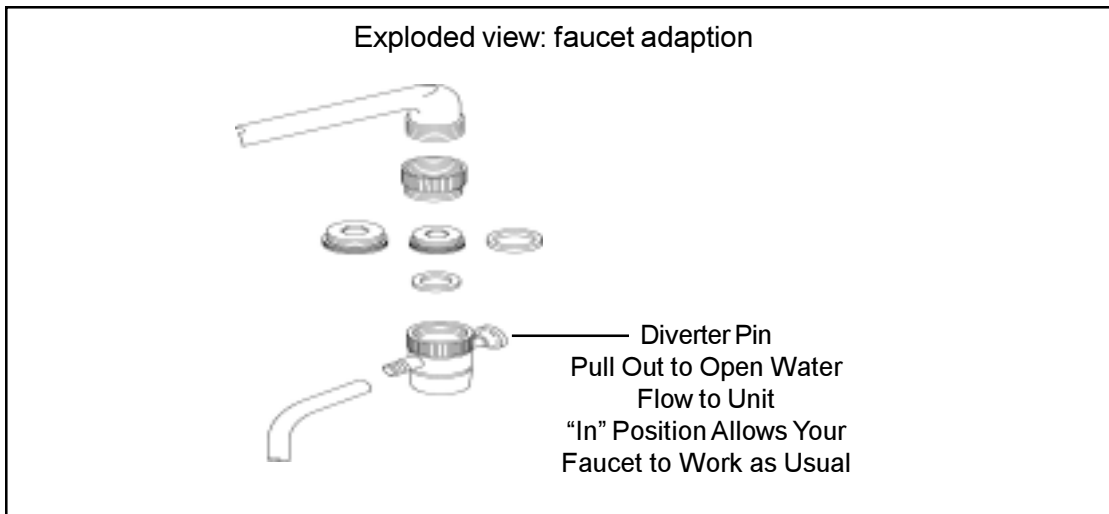 Exploded view: faucet adaption
Diverter Pin
Pull Out to Open Water
Flow to Unit
“In” Position Allows Your
Faucet to Work as Usual